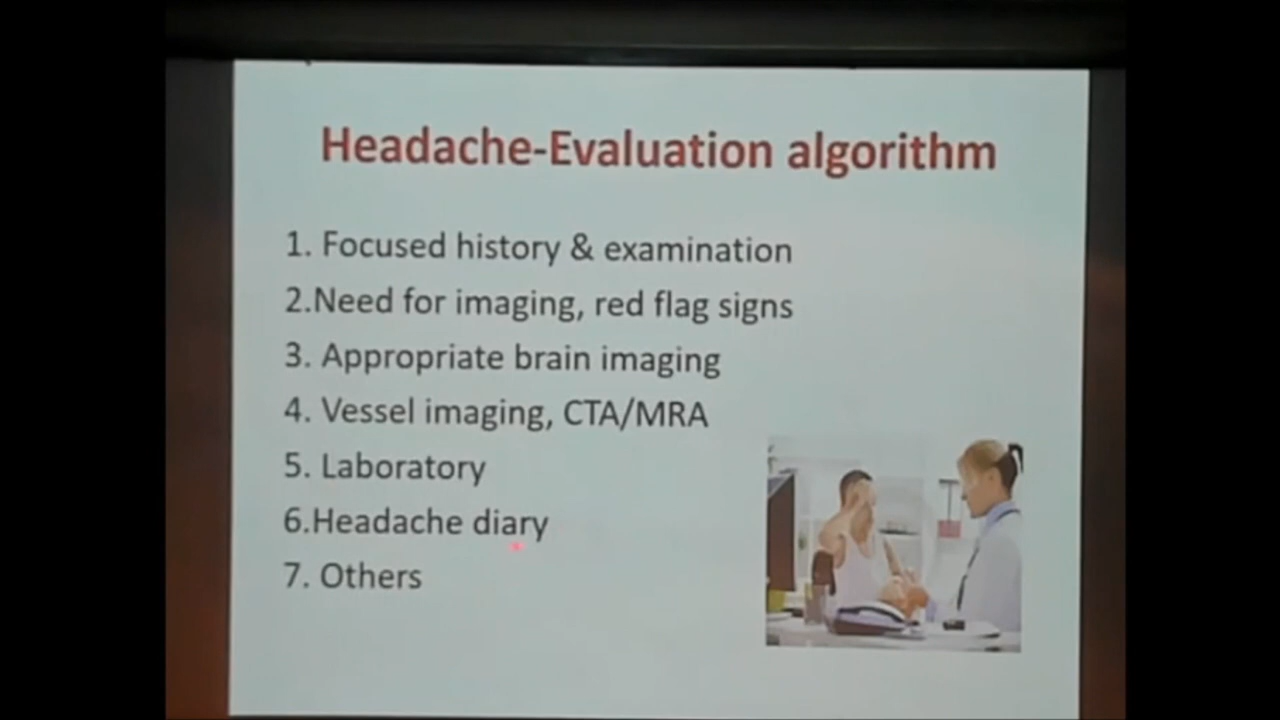 Headache-Evaluation algorithm
1. Focused history & examination
2.Need for imaging, red flag signs
3. Appropriate brain imaging
4. Vessel imaging, CTA/MRA
5. Laboratory
6.Headache diary
7. Others